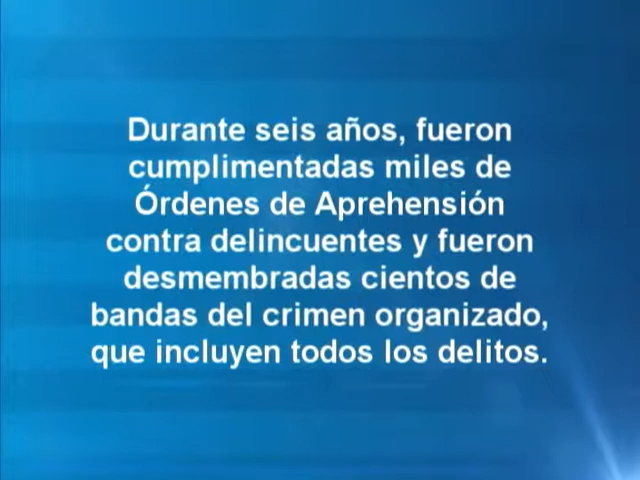 Durante seis años, fueron
cumplimentadas miles de
Órdenes de Aprehensión
contra delincuentes y fueron
desmembradas cientos de
bandas del crimen organizado,
que incluyen todos los delitos.